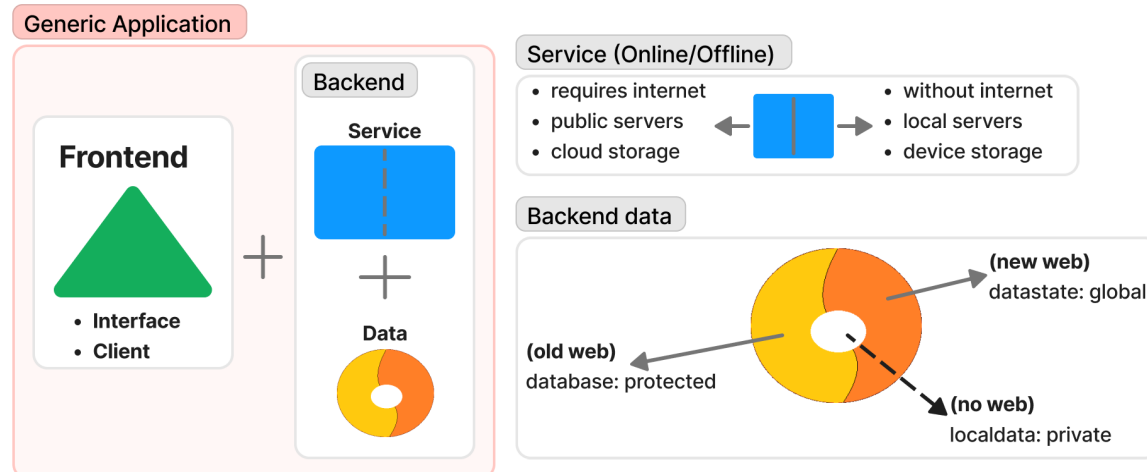 Generic Application
Frontend
• Interface
• Client
Backend
Service
Data
Service (Online/Offline)
• requires internet
• public servers
• cloud storage
• without internet
• local servers
• device storage
Backend data
(old web)
database: protected
(new web)
datastate: global
(no web)
localdata: private